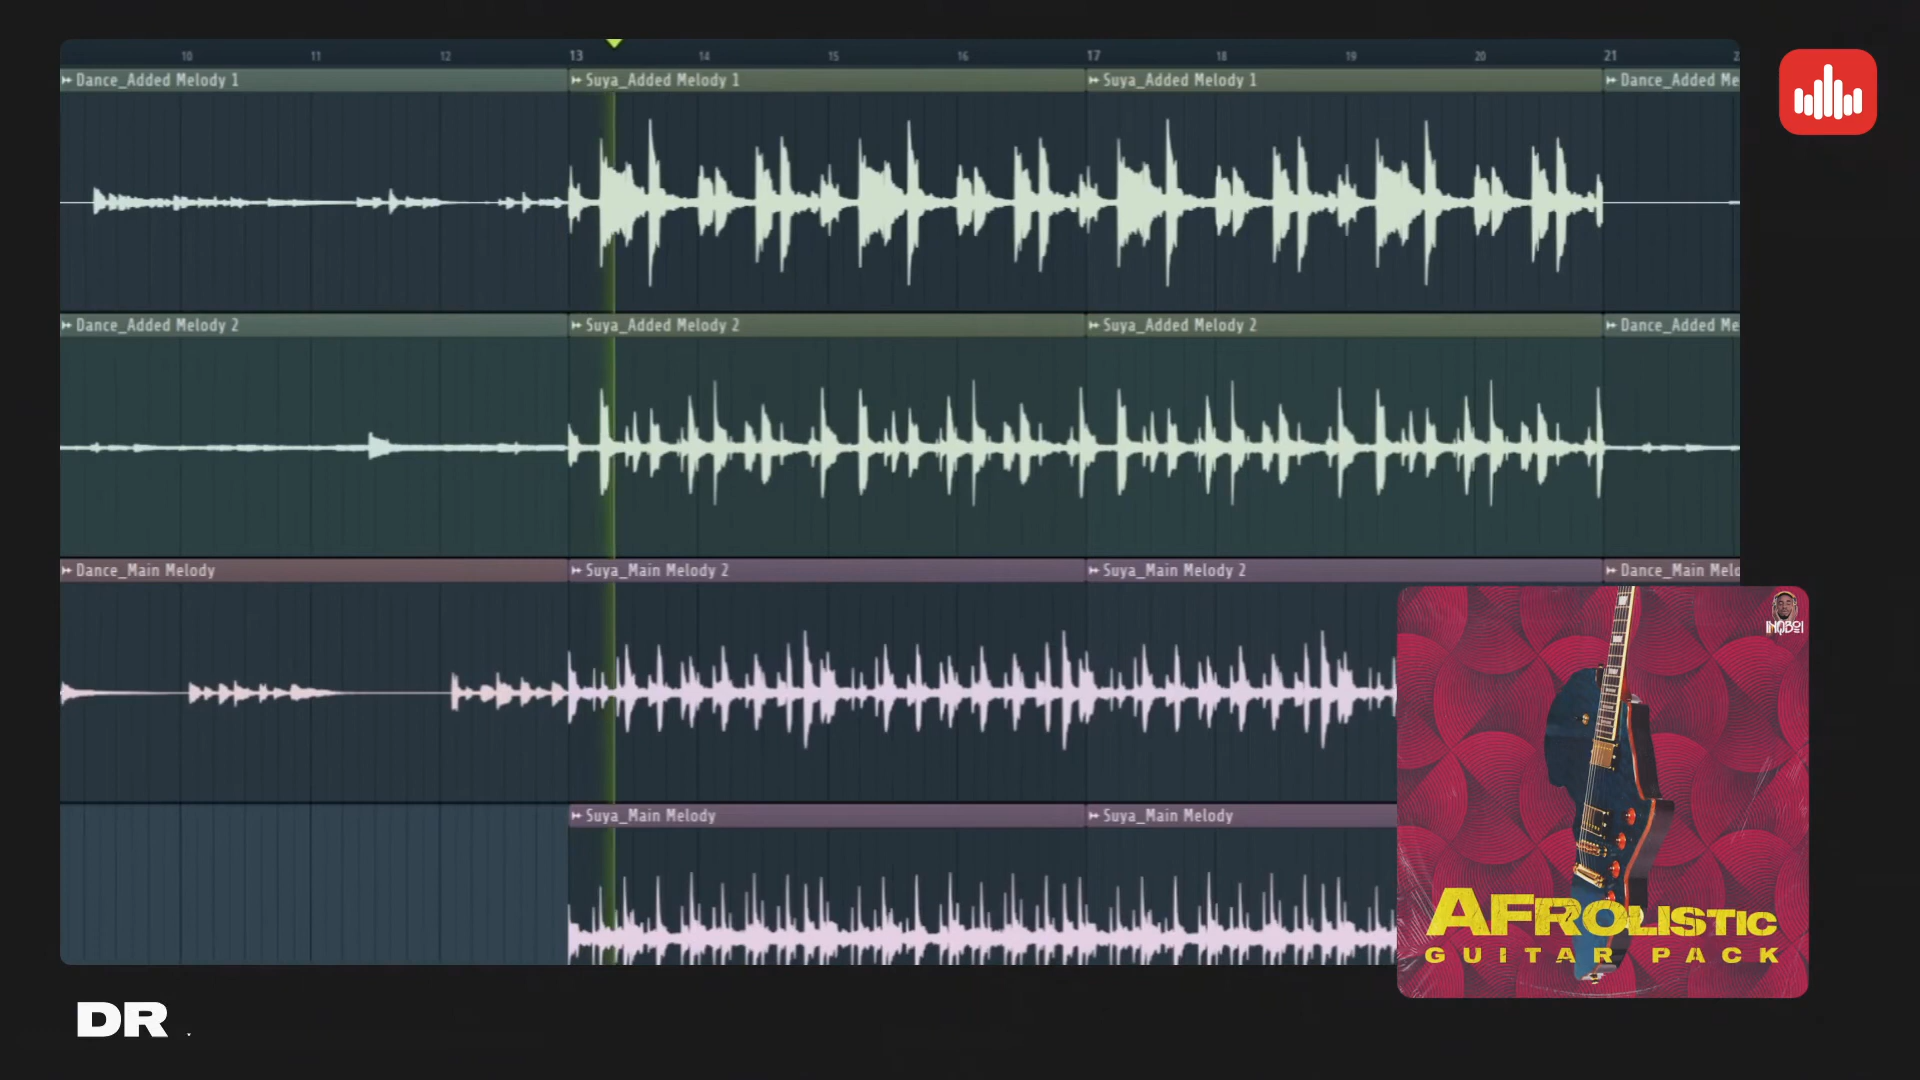 10 11 12 13 14 15 16 17 18 19 20 21
Dance_Added Melody 1 Suya_Added Melody 1 Suya_Added Melody 1 Dance_Added Me
Dance_Added Melody 2 Suya_Added Melody 2 Suya_Added Melody 2 Dance_Added Me
Dance_Main Melody Suya_Main Melody 2 Suya_Main Melody 2 Dance_Main Melo
Suya_Main Melody Suya_Main Melody
AFROLISTIC
GUITAR PACK
DR